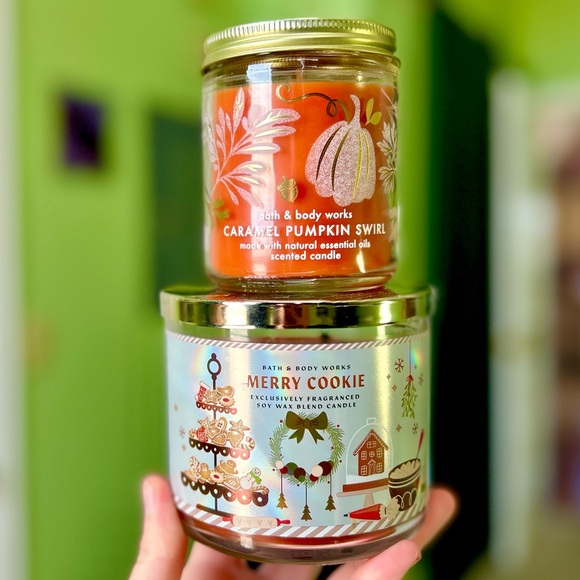 bath & body works
CARAMEL PUMPKIN SWIRL
made with natural essential oils
scented candle
BATH & BODY WORKS
MERRY COOKIE
EXCLUSIVELY FRAGRANCED
SOY WAX BLEND CANDLE